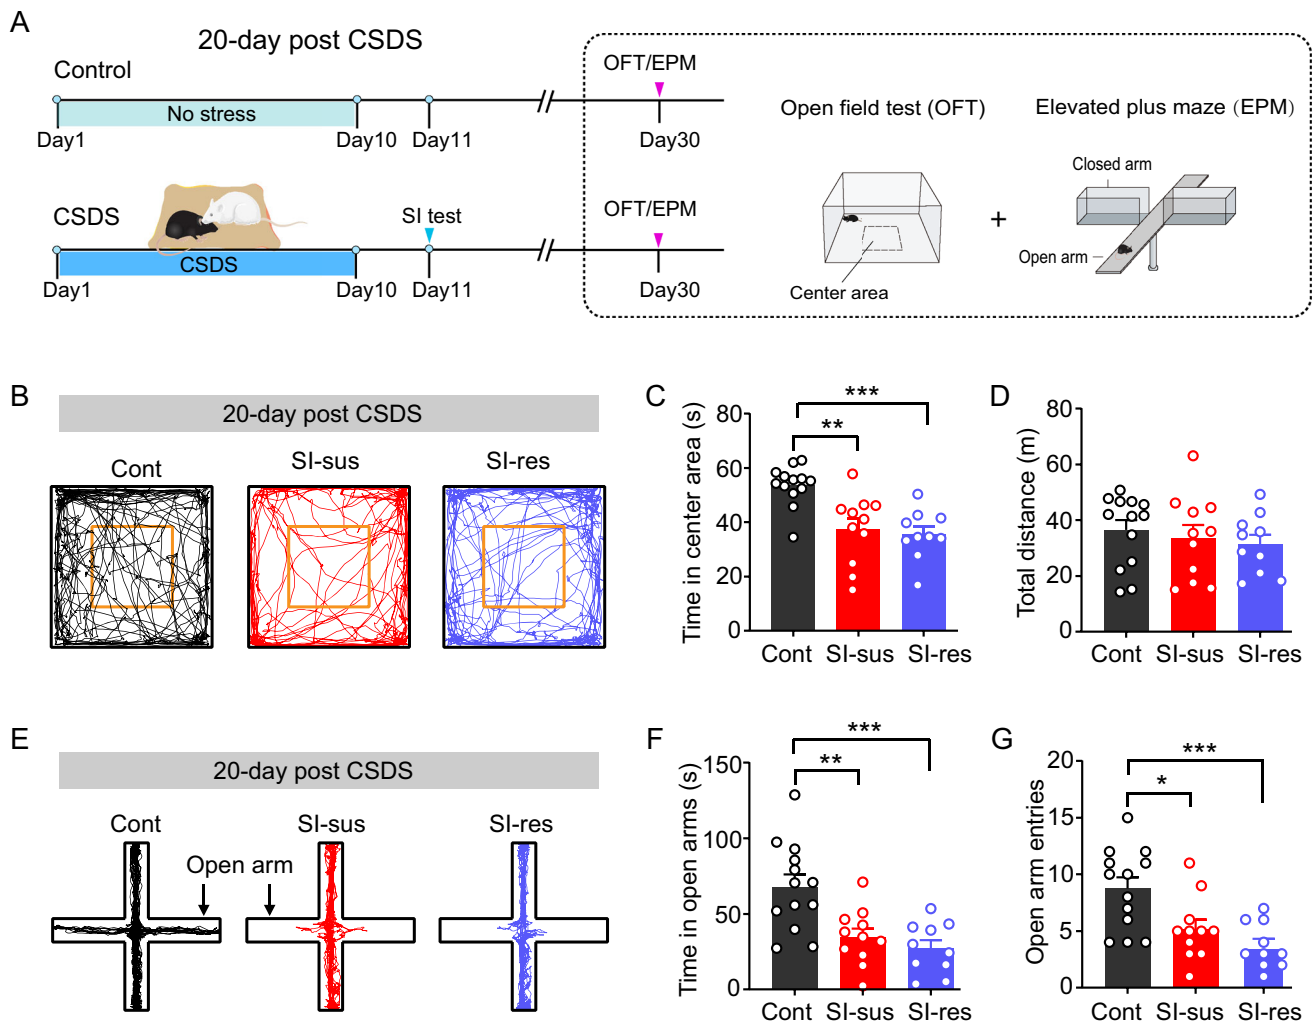 A
20-day post CSDS
Control
No stress
Day1
Day10
Day11
OFT/EPM
Day30
CSDS
SI test
CSDS
Day1
Day10
Day11
OFT/EPM
Day30
Open field test (OFT)
Center area
+
Elevated plus maze (EPM)
Closed arm
Open arm
B
20-day post CSDS
Cont
SI-sus
SI-res
C
Time in center area (s)
80
60
40
20
0
**
***
Cont
SI-sus
SI-res
D
Total distance (m)
80
60
40
20
0
Cont
SI-sus
SI-res
E
20-day post CSDS
Cont
SI-sus
SI-res
Open arm
F
Time in open arms (s)
150
100
50
0
**
***
Cont
SI-sus
SI-res
G
Open arm entries
20
15
10
5
0
*
***
Cont
SI-sus
SI-res